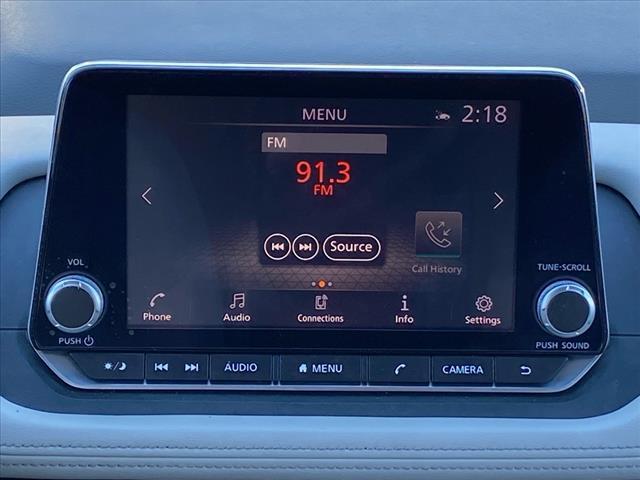 MENU 2:18
FM
91.3
FM
Source
Call History
Phone Audio Connections Info Settings
VOL
PUSH
TUNE·SCROLL
PUSH SOUND
AUDIO MENU CAMERA